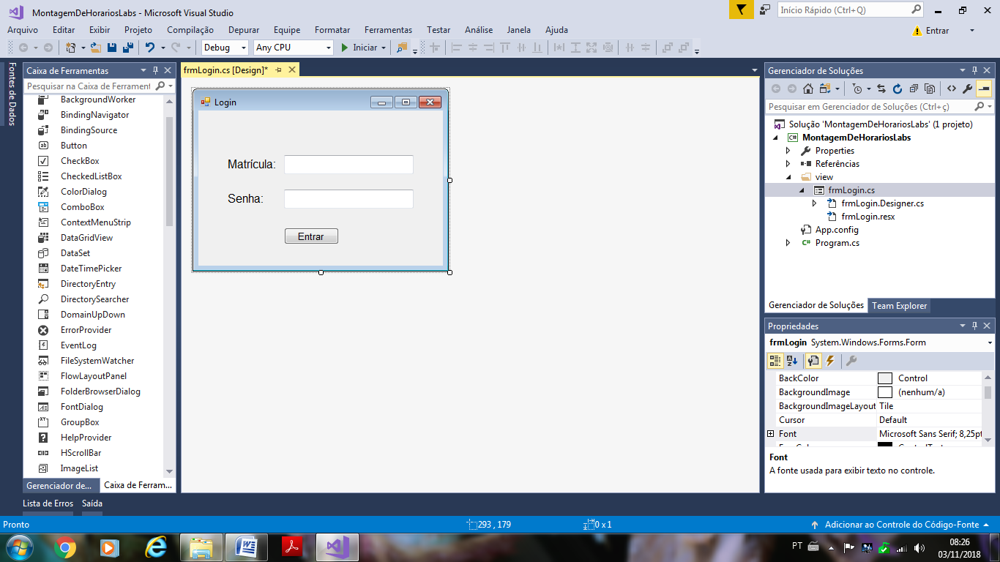 MontagemDeHorariosLabs - Microsoft Visual Studio
Início Rápido (Ctrl+Q)
Arquivo Editar Exibir Projeto Compilação Depurar Equipe Formatar Ferramentas Testar Análise Janela Ajuda
Entrar
Debug Any CPU Iniciar
Fontes de Dados
Caixa de Ferramentas
Pesquisar na Caixa de Ferrament
BackgroundWorker
BindingNavigator
BindingSource
Button
CheckBox
CheckedListBox
ColorDialog
ComboBox
ContextMenuStrip
DataGridView
DataSet
DateTimePicker
DirectoryEntry
DirectorySearcher
DomainUpDown
ErrorProvider
EventLog
FileSystemWatcher
FlowLayoutPanel
FolderBrowserDialog
FontDialog
GroupBox
HelpProvider
HScrollBar
ImageList
Gerenciador de... Caixa de Ferram...
frmLogin.cs [Design]*
Login
Matrícula:
Senha:
Entrar
Gerenciador de Soluções
Pesquisar em Gerenciador de Soluções (Ctrl+ç)
Solução 'MontagemDeHorariosLabs' (1 projeto)
C# MontagemDeHorariosLabs
Properties
Referências
view
frmLogin.cs
frmLogin.Designer.cs
frmLogin.resx
App.config
C# Program.cs
Gerenciador de Soluções Team Explorer
Propriedades
frmLogin System.Windows.Forms.Form
BackColor Control
BackgroundImage (nenhum/a)
BackgroundImageLayout Tile
Cursor Default
Font Microsoft Sans Serif; 8,25pt
Font
A fonte usada para exibir texto no controle.
Lista de Erros Saída
Pronto 293 , 179 0 x 1 Adicionar ao Controle do Código-Fonte
PT 08:26
03/11/2018